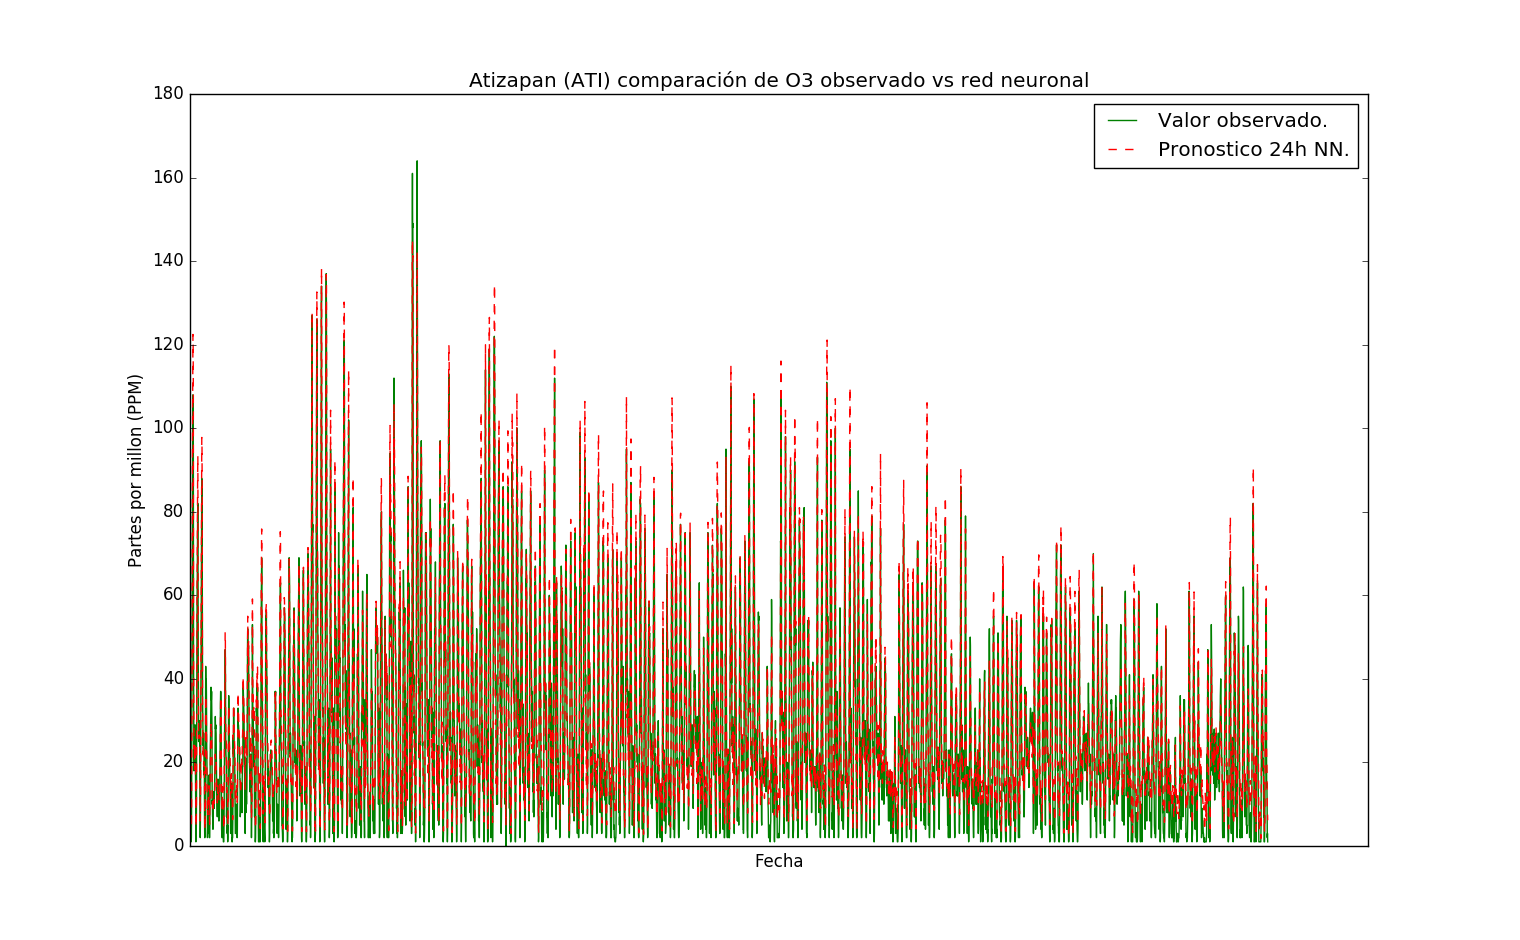 Atizapan (ATI) comparación de O3 observado vs red neuronal
180
160
140
120
100
80
60
40
20
0
Partes por millon (PPM)
Fecha
Valor observado.
Pronostico 24h NN.